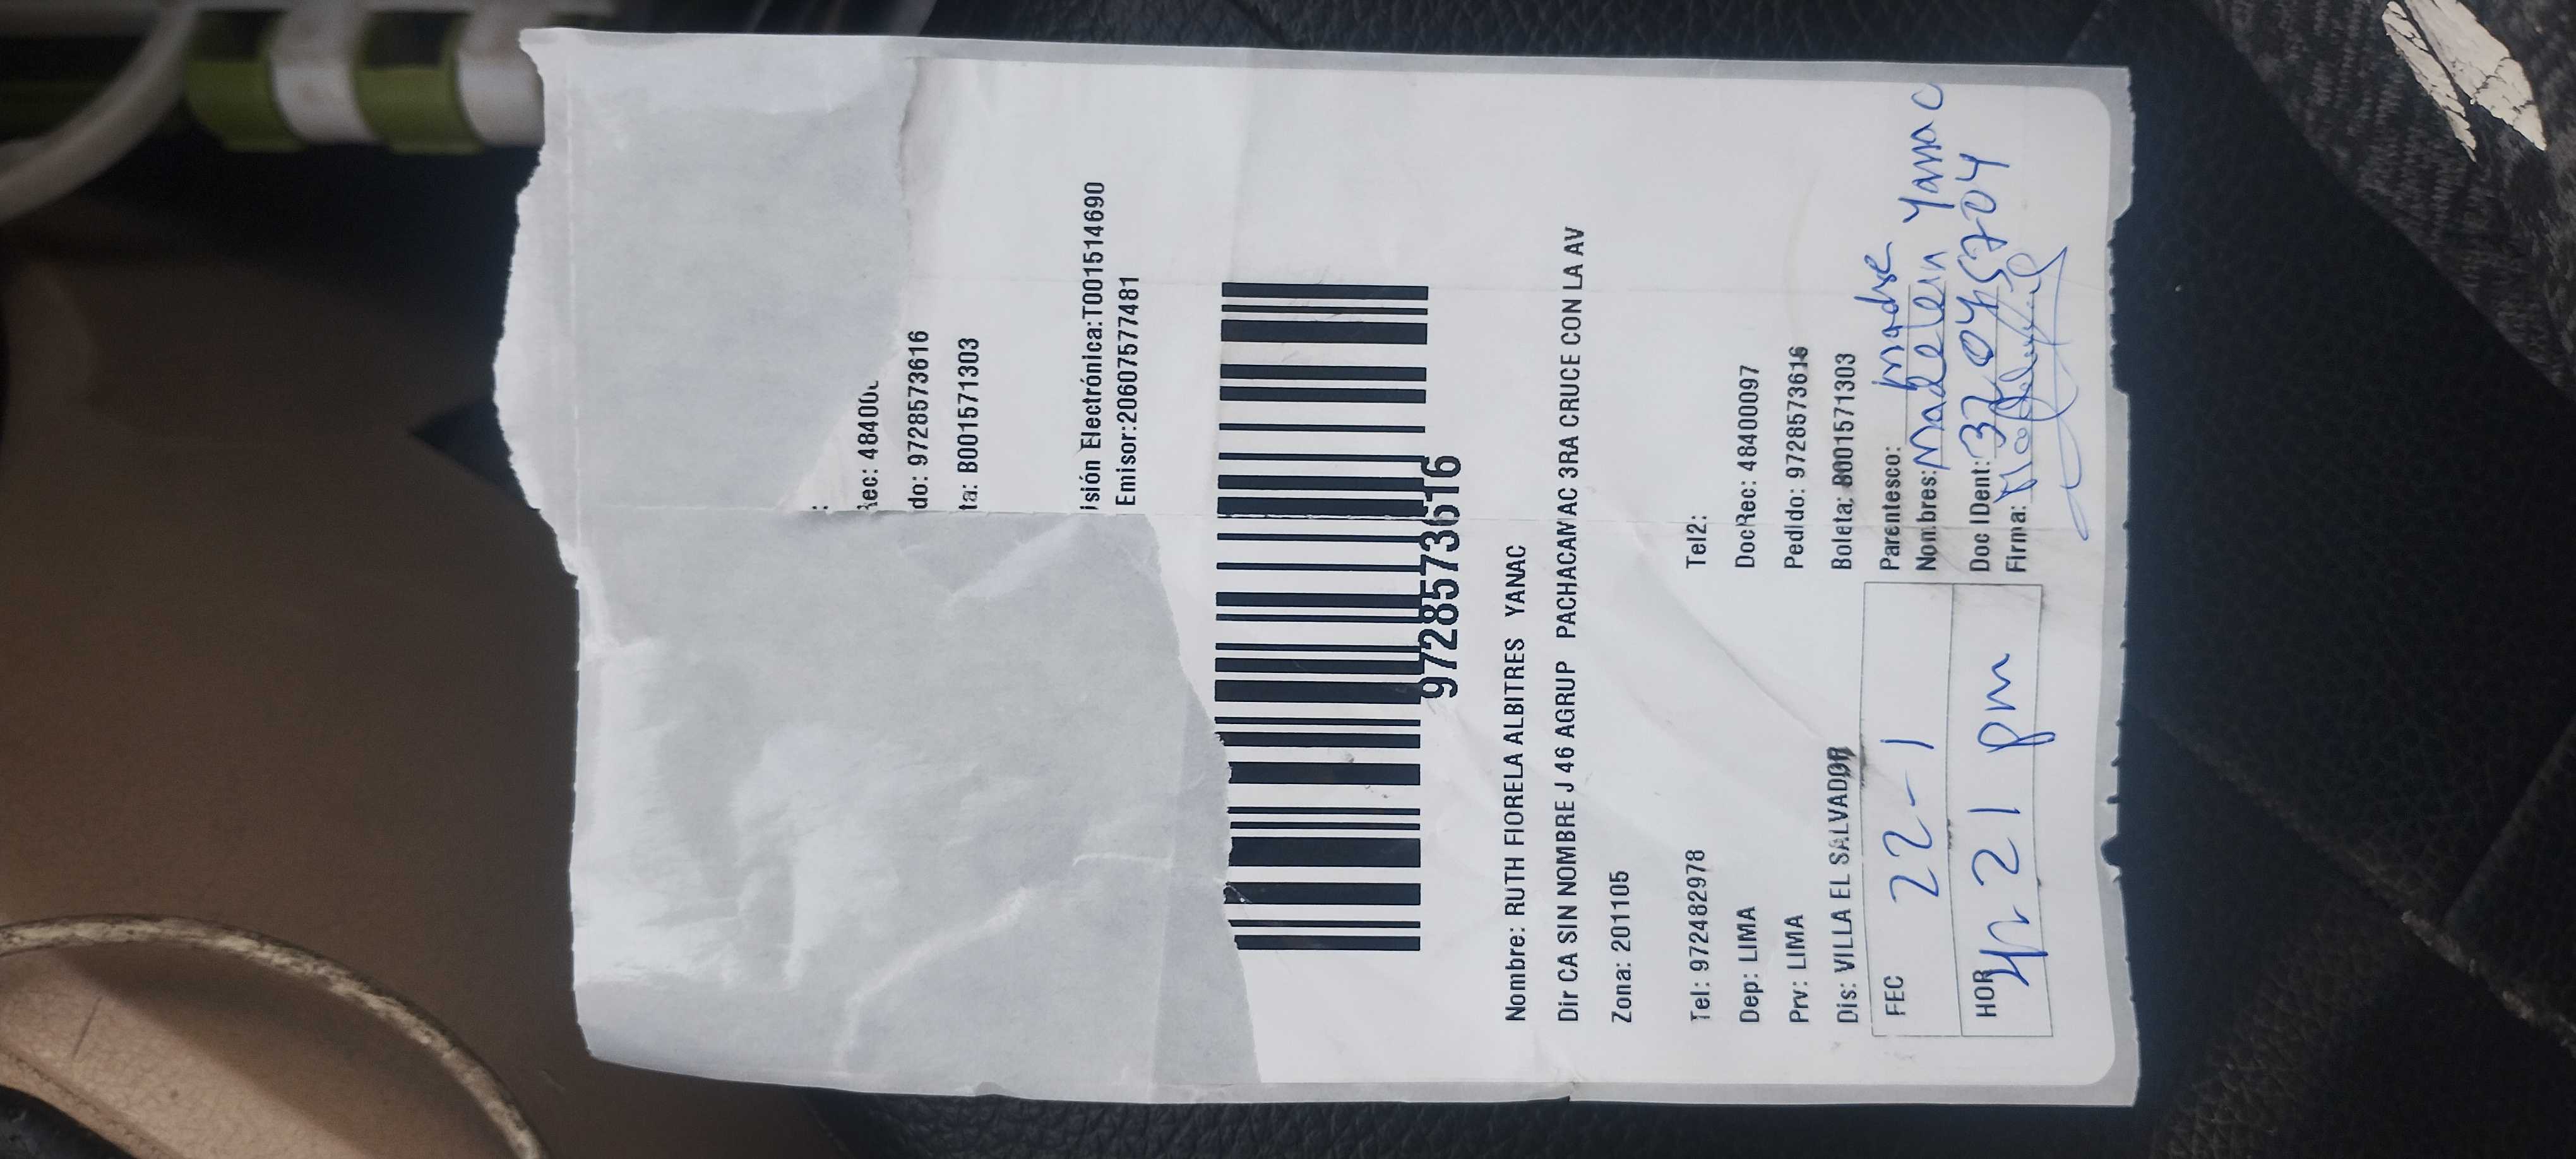 :
Rec: 48400
do: 9728573616
ta: B001571303
isión Electrónica:T001514690
Emisor:20607577481
9728573616
Nombre: RUTH FIORELA ALBITRES YANAC
Dir CA SIN NOMBRE J 46 AGRUP PACHACAMAC 3RA CRUCE CON LA AV
Zona: 201105
Tel: 972482978 Tel2:
Dep: LIMA DocRec: 48400097
Prv: LIMA Pedido: 9728573616
Dis: VILLA EL SALVADOR Boleta: B001571303
FEC 22-1
Parentesco: Madre
Nombres: Madelein Yanac
HOR 4h 21 pm
Doc IDent:
Firma: